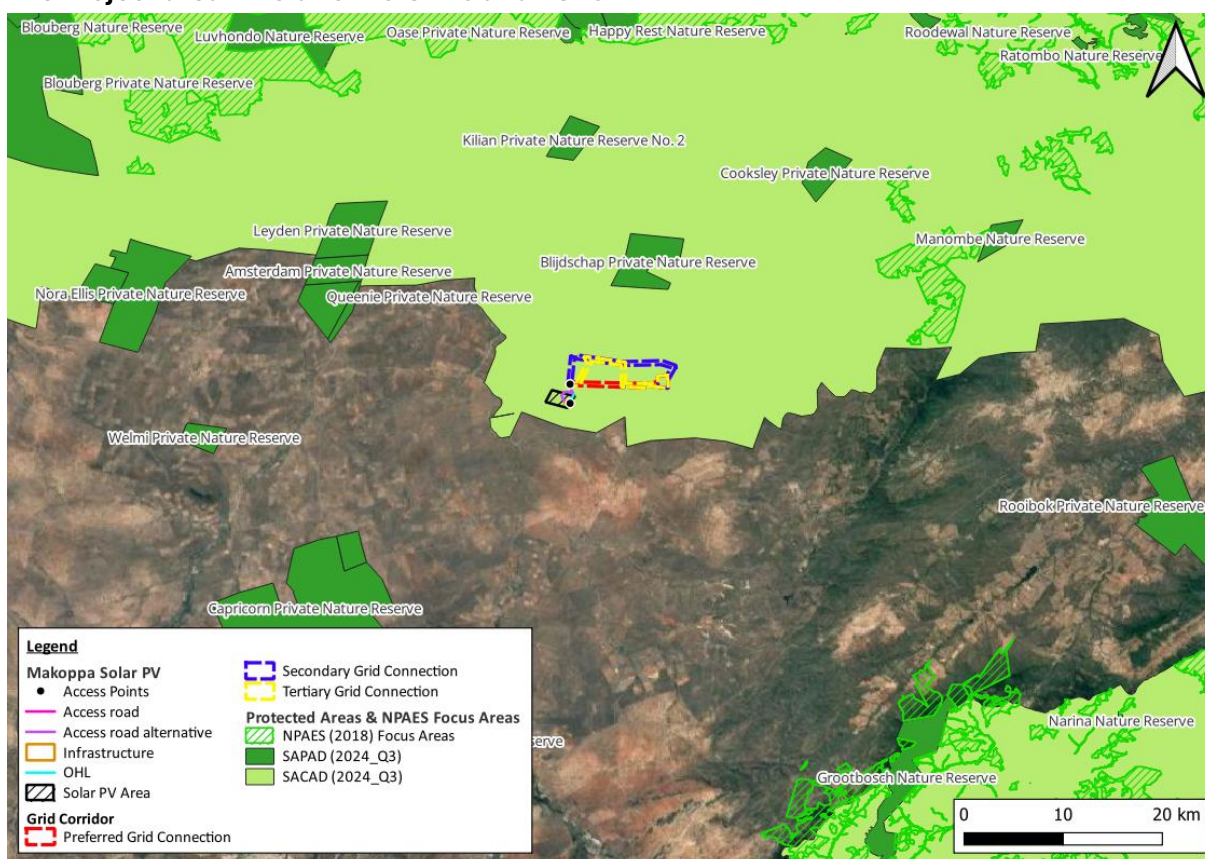 Blouberg Nature Reserve
Luvhondo Nature Reserve
Oase Private Nature Reserve
Happy Rest Nature Reserve
Roodewal Nature Reserve
Ratombo Nature Reserve
Blouberg Private Nature Reserve
Kilian Private Nature Reserve No. 2
Cooksley Private Nature Reserve
Leyden Private Nature Reserve
Manombe Nature Reserve
Blijdschap Private Nature Reserve
Amsterdam Private Nature Reserve
Nora Ellis Private Nature Reserve
Queenie Private Nature Reserve
Welmi Private Nature Reserve
Rooibok Private Nature Reserve
Capricorn Private Nature Reserve
Narina Nature Reserve
Grootbosch Nature Reserve
Legend
Makoppa Solar PV
Access Points
Access road
Access road alternative
Infrastructure
OHL
Solar PV Area
Grid Corridor
Preferred Grid Connection
Secondary Grid Connection
Tertiary Grid Connection
Protected Areas & NPAES Focus Areas
NPAES (2018) Focus Areas
SAPAD (2024_Q3)
SACAD (2024_Q3)
0 10 20 km